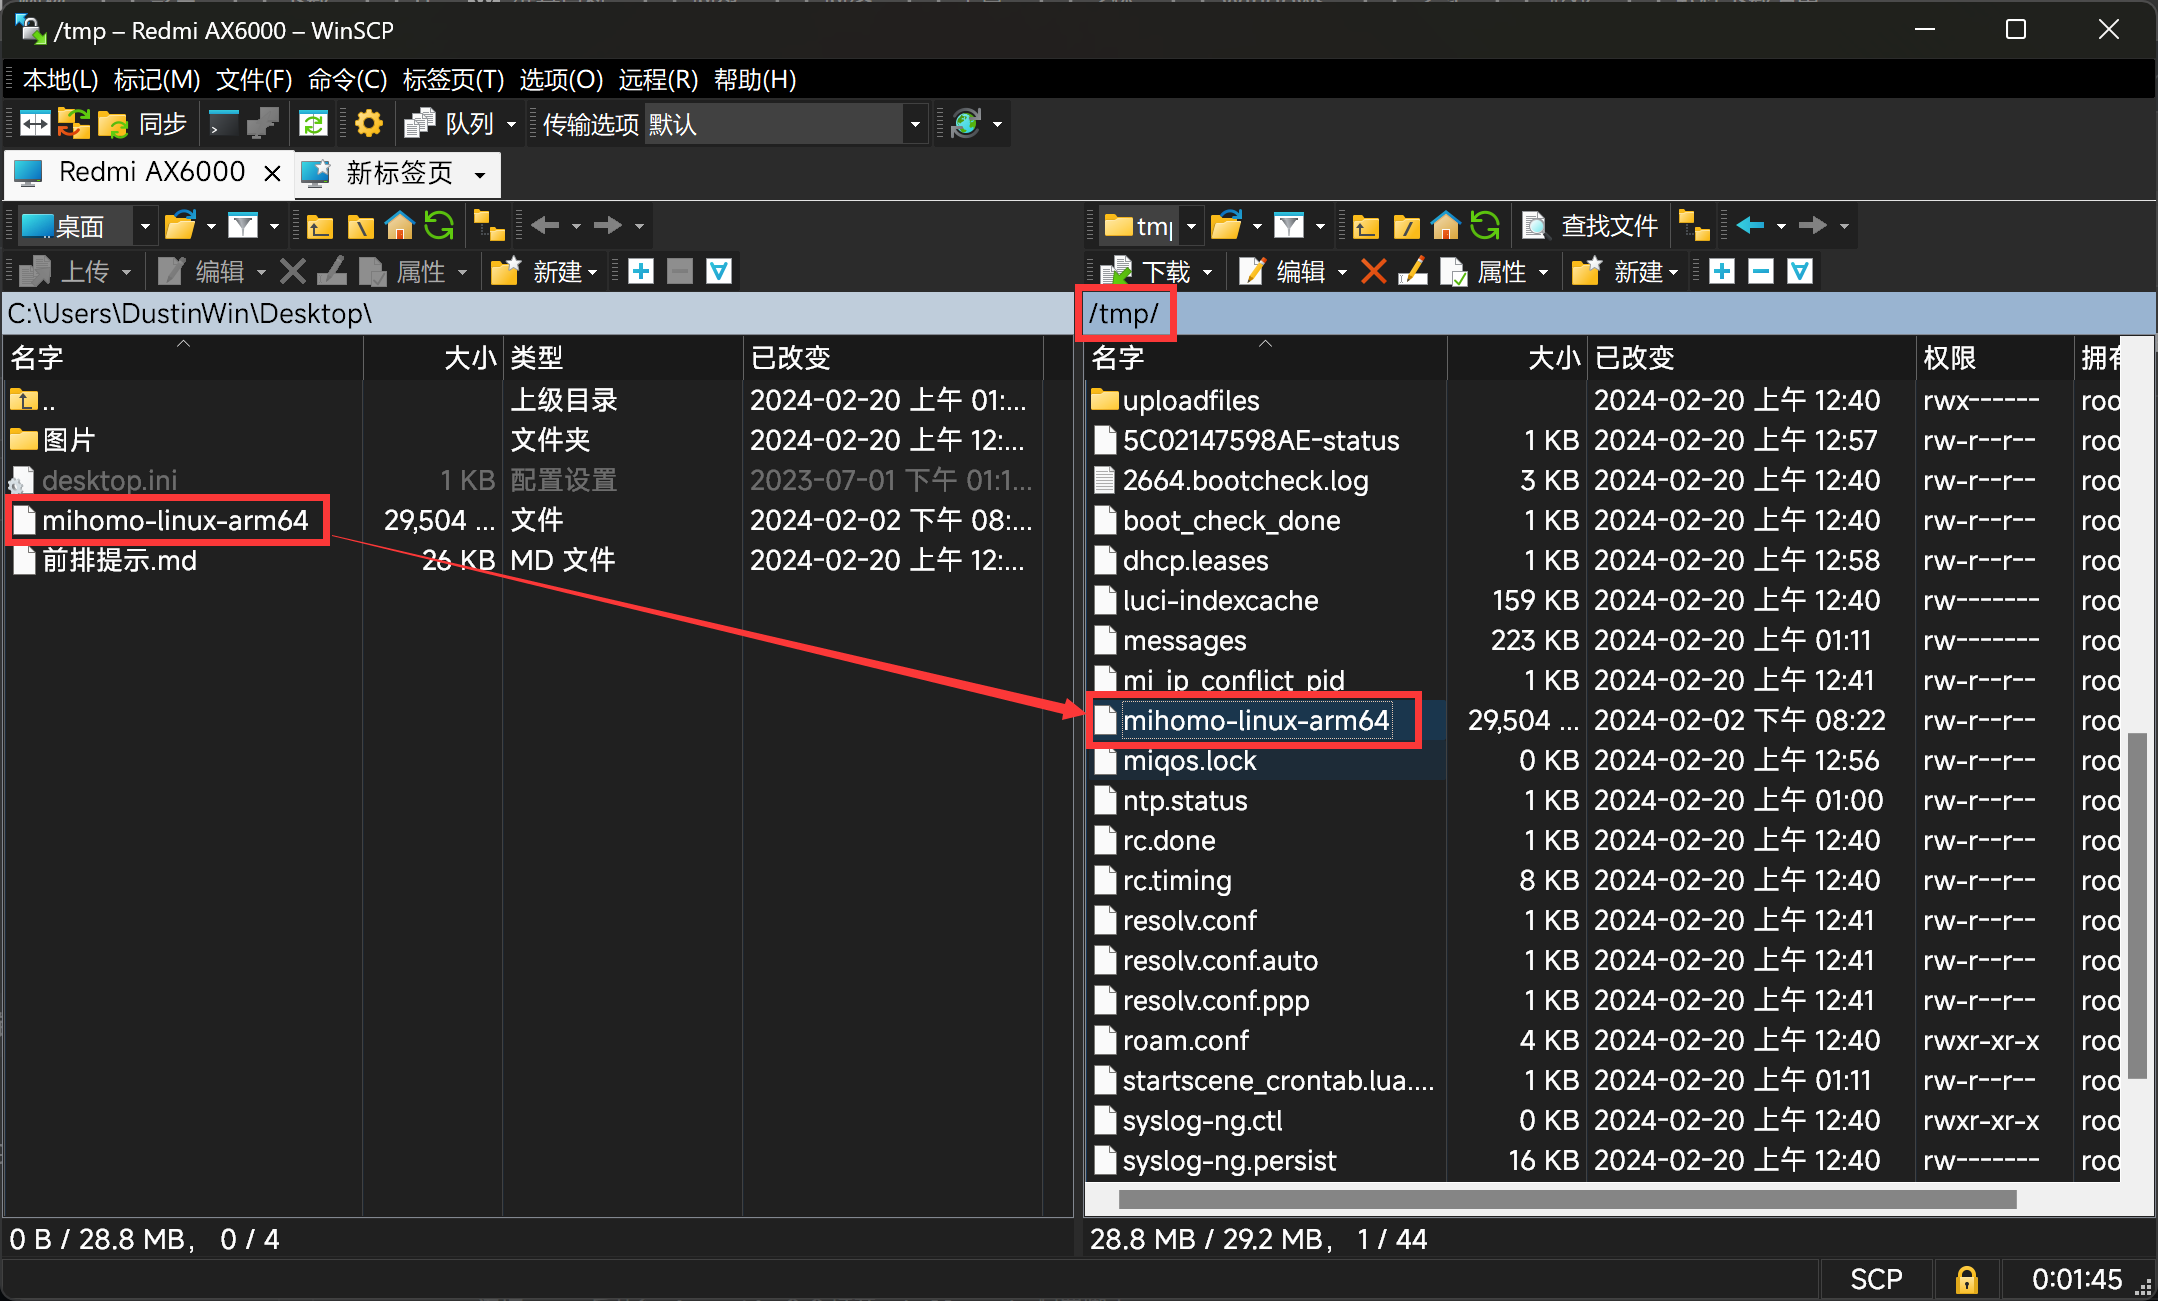 /tmp – Redmi AX6000 – WinSCP
本地(L) 标记(M) 文件(F) 命令(C) 标签页(T) 选项(O) 远程(R) 帮助(H)
同步 队列 传输选项 默认
Redmi AX6000 新标签页
桌面
上传 编辑 属性 新建
C:\Users\DustinWin\Desktop\
名字 大小 类型 已改变
.. 上级目录 2024-02-20 上午 01:...
图片 文件夹 2024-02-20 上午 12:...
desktop.ini 1 KB 配置设置 2023-07-01 下午 01:1...
mihomo-linux-arm64 29,504 ... 文件 2024-02-02 下午 08:...
前排提示.md 26 KB MD 文件 2024-02-20 上午 12:...
0 B / 28.8 MB, 0 / 4
tmp 查找文件
下载 编辑 属性 新建
/tmp/
名字 大小 已改变 权限 拥有
uploadfiles 2024-02-20 上午 12:40 rwx------ roo
5C02147598AE-status 1 KB 2024-02-20 上午 12:57 rw-r--r-- roo
2664.bootcheck.log 3 KB 2024-02-20 上午 12:40 rw-r--r-- roo
boot_check_done 1 KB 2024-02-20 上午 12:40 rw-r--r-- roo
dhcp.leases 1 KB 2024-02-20 上午 12:58 rw-r--r-- roo
luci-indexcache 159 KB 2024-02-20 上午 12:40 rw------- roo
messages 223 KB 2024-02-20 上午 01:11 rw------- roo
mi_ip_conflict_pid 1 KB 2024-02-20 上午 12:41 rw-r--r-- roo
mihomo-linux-arm64 29,504 ... 2024-02-02 下午 08:22 rw-r--r-- roo
miqos.lock 0 KB 2024-02-20 上午 12:56 rw-r--r-- roo
ntp.status 1 KB 2024-02-20 上午 01:00 rw-r--r-- roo
rc.done 1 KB 2024-02-20 上午 12:40 rw-r--r-- roo
rc.timing 8 KB 2024-02-20 上午 12:40 rw-r--r-- roo
resolv.conf 1 KB 2024-02-20 上午 12:41 rw-r--r-- roo
resolv.conf.auto 1 KB 2024-02-20 上午 12:41 rw-r--r-- roo
resolv.conf.ppp 1 KB 2024-02-20 上午 12:41 rw-r--r-- roo
roam.conf 4 KB 2024-02-20 上午 12:40 rwxr-xr-x roo
startscene_crontab.lua.... 1 KB 2024-02-20 上午 01:11 rw-r--r-- roo
syslog-ng.ctl 0 KB 2024-02-20 上午 12:40 rwxr-xr-x roo
syslog-ng.persist 16 KB 2024-02-20 上午 12:40 rw------- roo
28.8 MB / 29.2 MB, 1 / 44
SCP 0:01:45